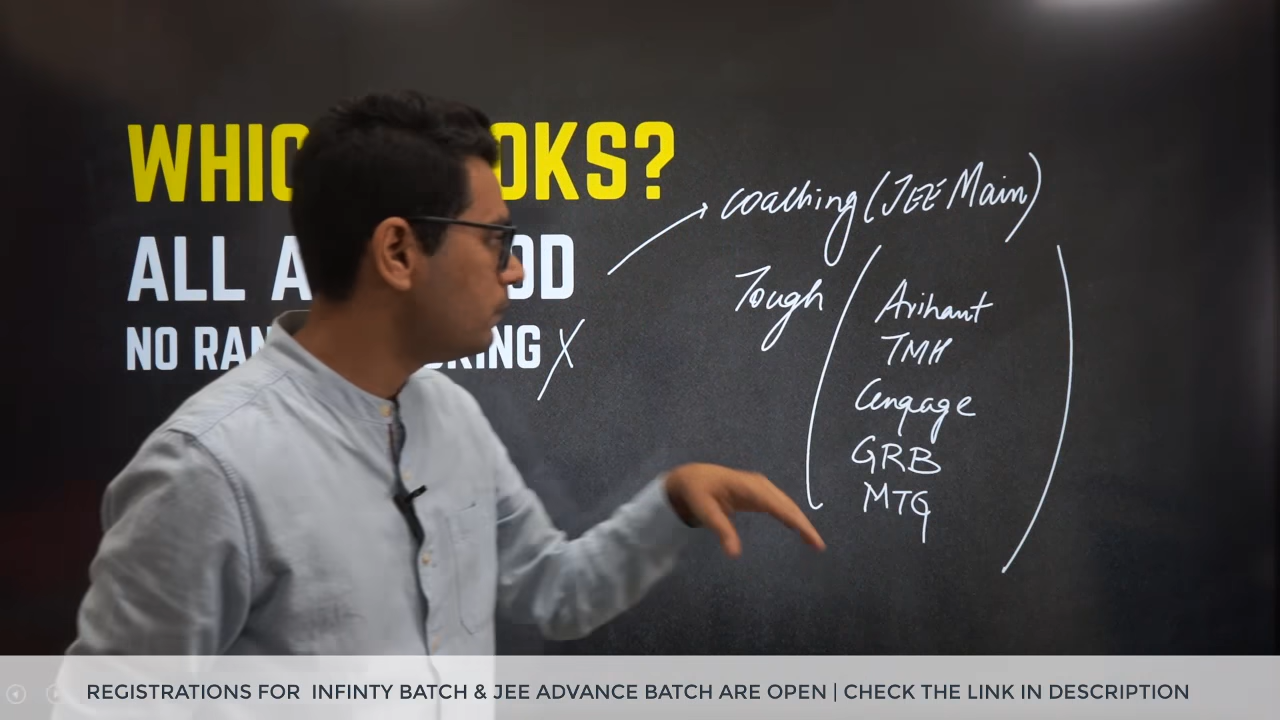 WHIC OKS?
ALL A OD
NO RAN KING X
coaching (JEE Main)
Tough
Arihant
TMH
Cengage
GRB
MTG
REGISTRATIONS FOR INFINTY BATCH & JEE ADVANCE BATCH ARE OPEN | CHECK THE LINK IN DESCRIPTION